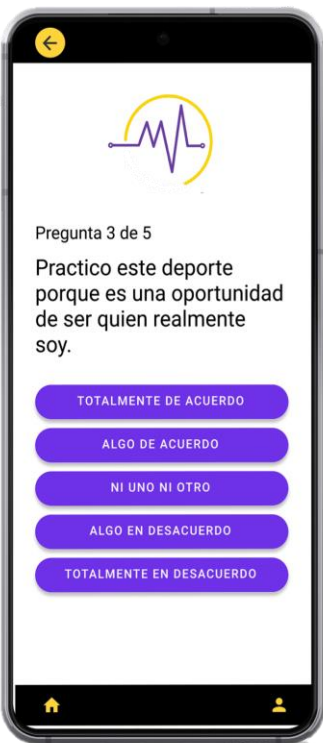 Pregunta 3 de 5
Practico este deporte
porque es una oportunidad
de ser quien realmente
soy.
TOTALMENTE DE ACUERDO
ALGO DE ACUERDO
NI UNO NI OTRO
ALGO EN DESACUERDO
TOTALMENTE EN DESACUERDO